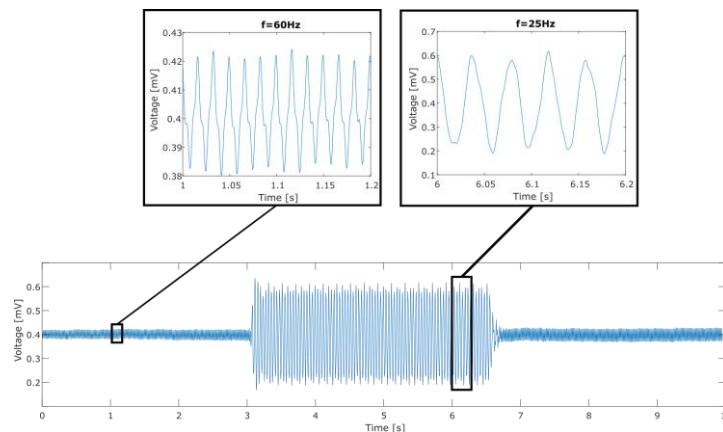 f=60Hz
Voltage [mV]
0.43
0.42
0.41
0.4
0.39
0.38
1 1.05 1.1 1.15 1.2
Time [s]
f=25Hz
Voltage [mV]
0.7
0.6
0.5
0.4
0.3
0.2
0.1
6 6.05 6.1 6.15 6.2
Time [s]
Voltage [mV]
0.6
0.5
0.4
0.3
0.2
0 1 2 3 4 5 6 7 8 9 10
Time [s]